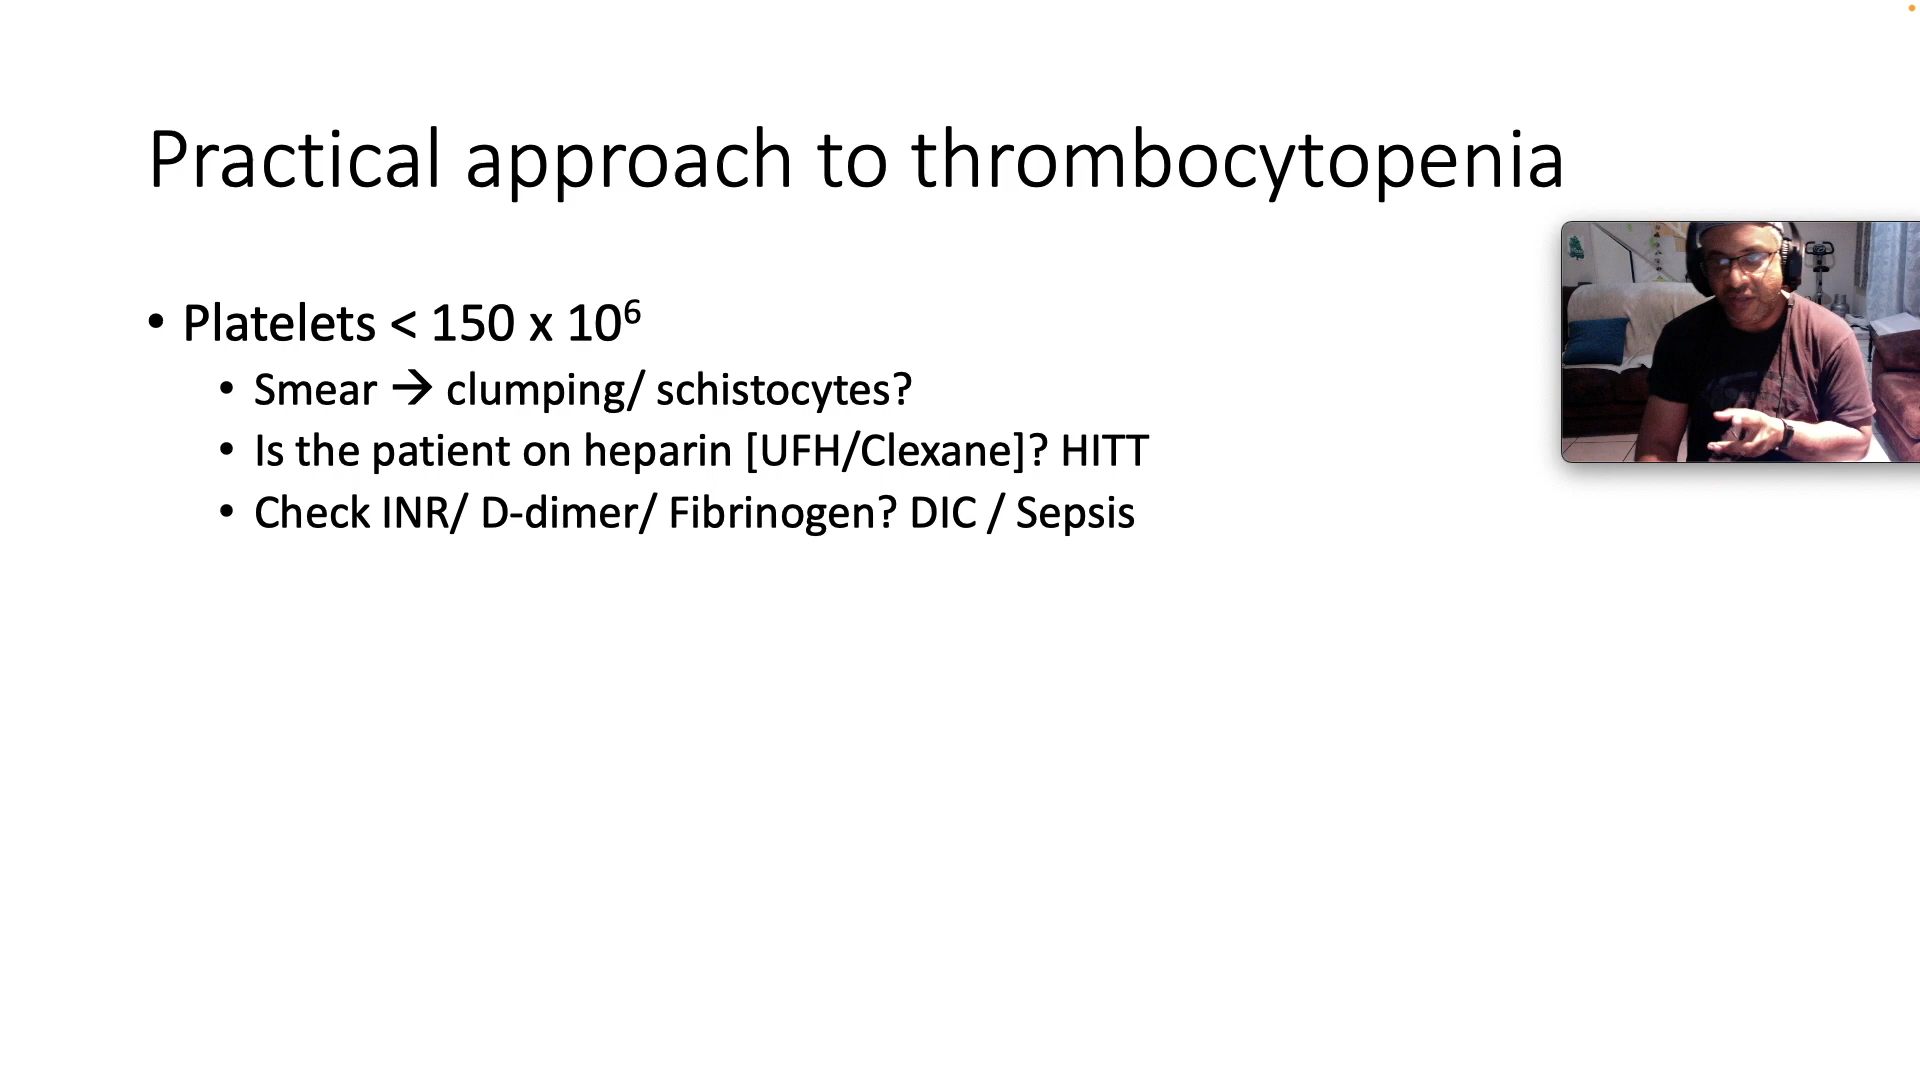 Practical approach to thrombocytopenia
• Platelets < 150 x 10⁶
• Smear → clumping/ schistocytes?
• Is the patient on heparin [UFH/Clexane]? HITT
• Check INR/ D-dimer/ Fibrinogen? DIC / Sepsis